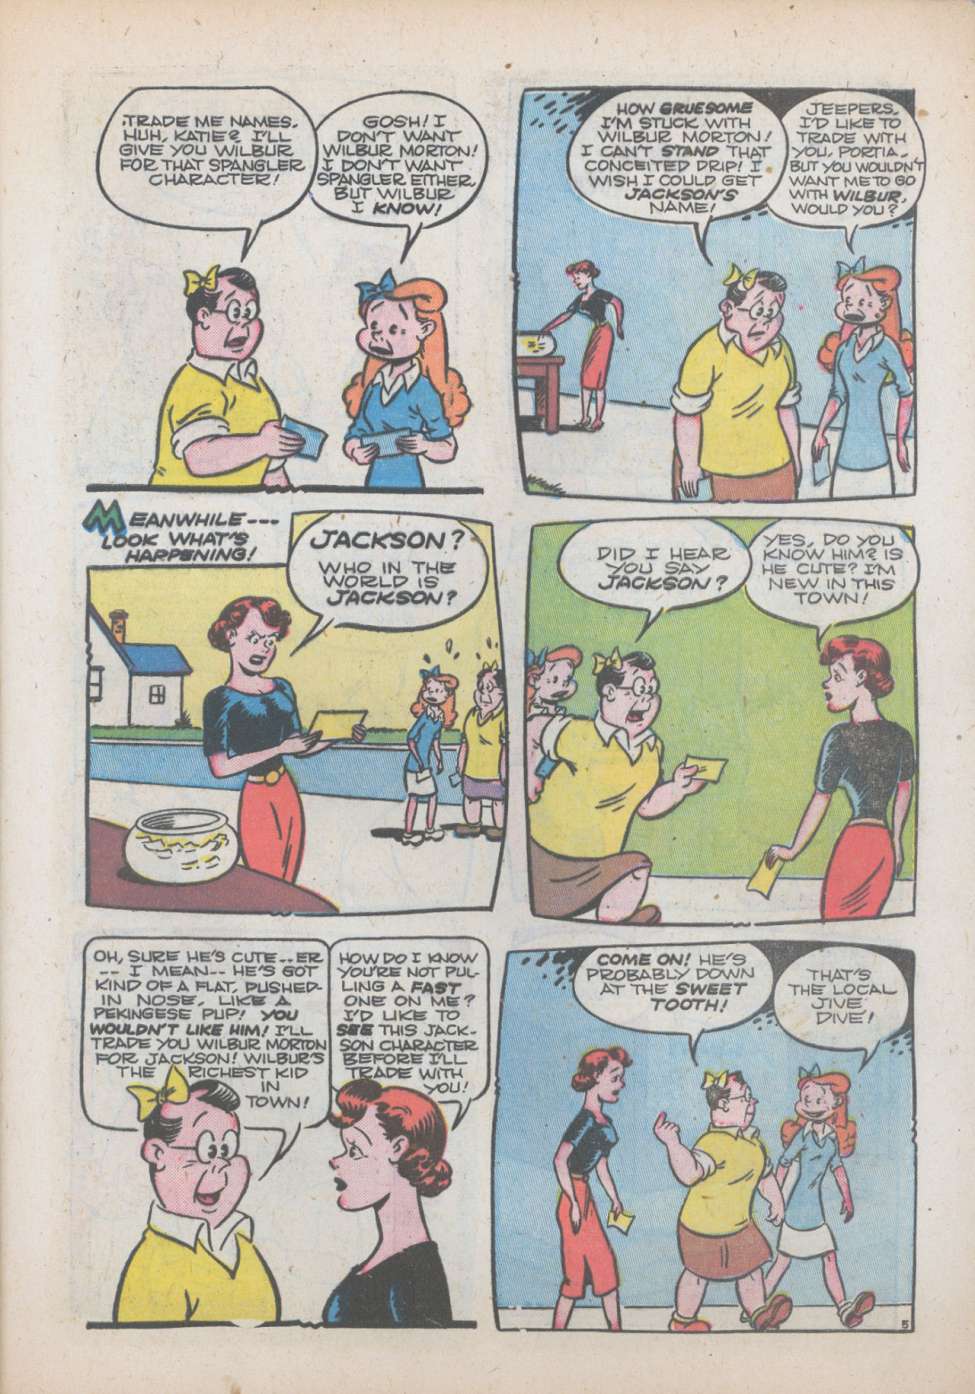 TRADE ME NAMES,
HUH, KATIE? I'LL
GIVE YOU WILBUR
FOR THAT SPANGLER
CHARACTER!
GOSH! I
DON'T WANT
WILBUR MORTON!
I DON'T WANT
SPANGLER EITHER,
BUT WILBUR
I KNOW!
HOW GRUESOME
I'M STUCK WITH
WILBUR MORTON!
I CAN'T STAND THAT
CONCEITED DRIP! I
WISH I COULD GET
JACKSON'S
NAME!
JEEPERS,
I'D LIKE TO
TRADE WITH
YOU, PORTIA,
BUT YOU WOULDN'T
WANT ME TO GO
WITH WILBUR,
WOULD YOU?
MEANWHILE---
LOOK WHAT'S
HAPPENING!
JACKSON?
WHO IN THE
WORLD IS
JACKSON?
DID I HEAR
YOU SAY
JACKSON?
YES, DO YOU
KNOW HIM? IS
HE CUTE? I'M
NEW IN THIS
TOWN!
OH, SURE HE'S CUTE--ER
-- I MEAN-- HE'S GOT
KIND OF A FLAT, PUSHED-
IN NOSE, LIKE A
PEKINGESE PUP! YOU
WOULDN'T LIKE HIM! I'LL
TRADE YOU WILBUR MORTON
FOR JACKSON! WILBUR'S
THE RICHEST KID
IN
TOWN!
HOW DO I KNOW
YOU'RE NOT PUL-
LING A FAST
ONE ON ME?
I'D LIKE TO
SEE THIS JACK-
SON CHARACTER
BEFORE I'LL
TRADE WITH
YOU!
COME ON! HE'S
PROBABLY DOWN
AT THE SWEET
TOOTH!
THAT'S
THE LOCAL
JIVE
DIVE!
5